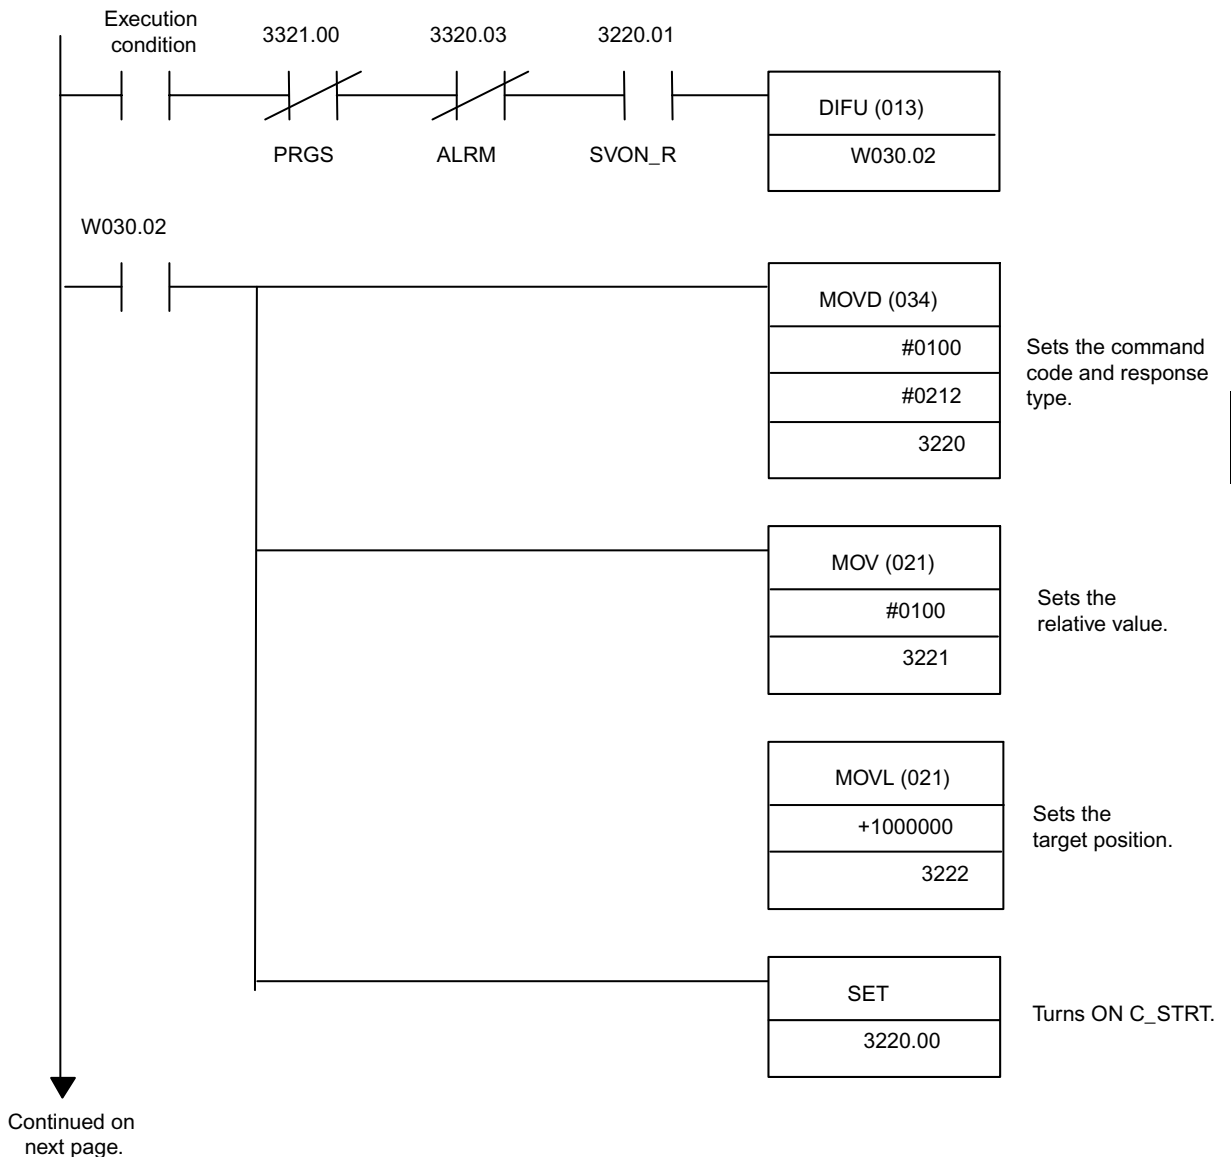 Execution
condition
3321.00
3320.03
3220.01
PRGS
ALRM
SVON_R
DIFU (013)
W030.02
W030.02
MOVD (034)
#0100
#0212
3220
Sets the command
code and response
type.
MOV (021)
#0100
3221
Sets the
relative value.
MOVL (021)
+1000000
3222
Sets the
target position.
SET
3220.00
Turns ON C_STRT.
Continued on
next page.